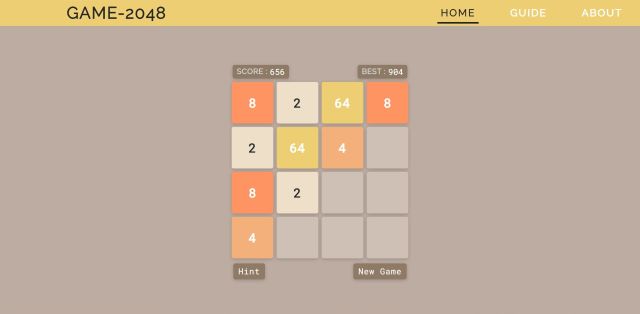 GAME-2048 HOME GUIDE ABOUT
SCORE : 656 BEST : 904
8 2 64 8
2 64 4
8 2
4
Hint New Game